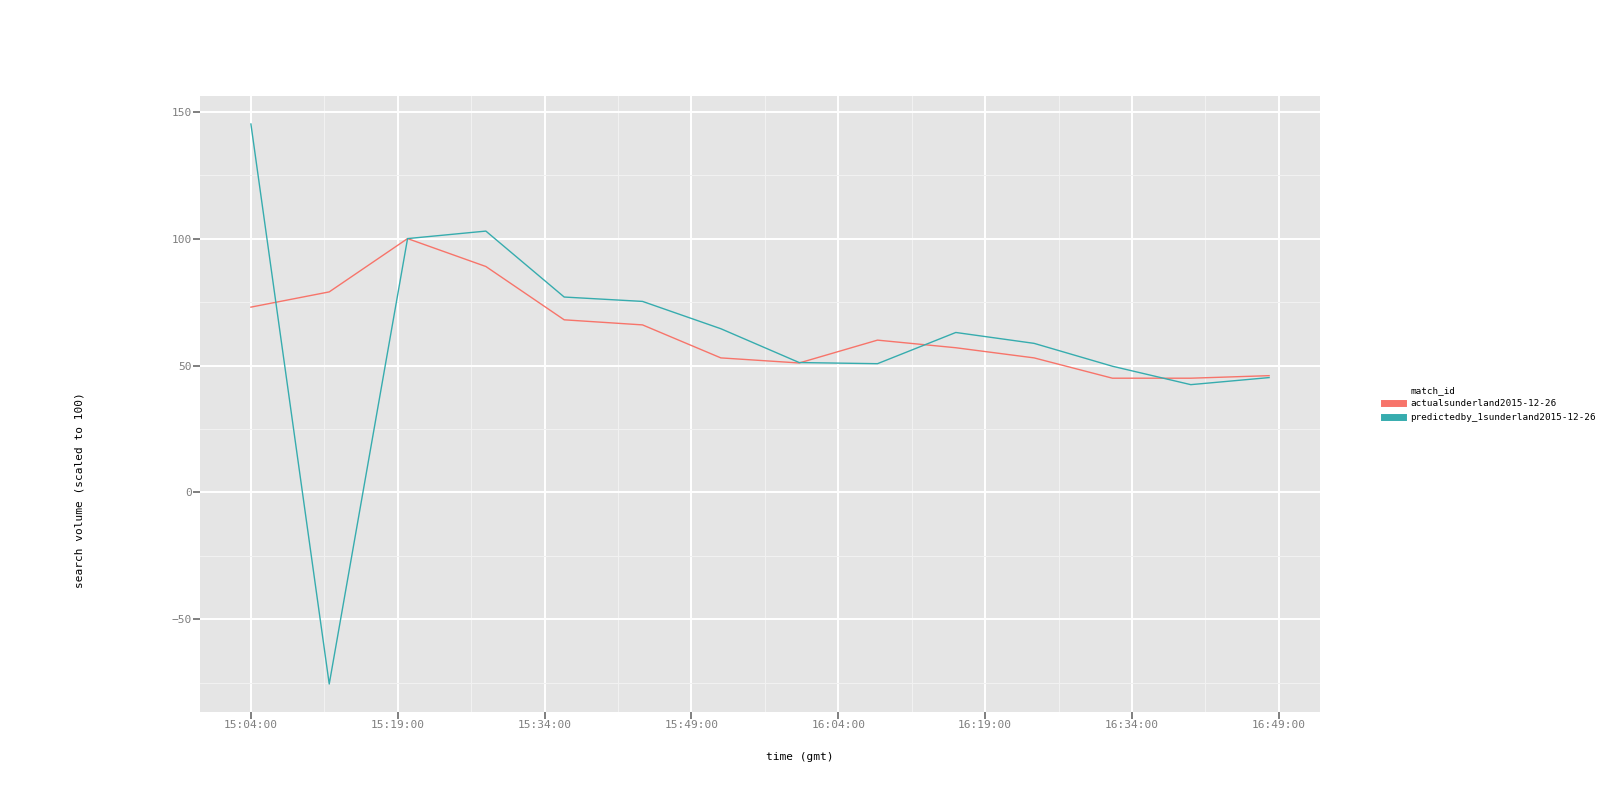 150
100
50
0
−50
search volume (scaled to 100)
15:04:00 15:19:00 15:34:00 15:49:00 16:04:00 16:19:00 16:34:00 16:49:00
time (gmt)
match_id
actualsunderland2015-12-26
predictedby_1sunderland2015-12-26